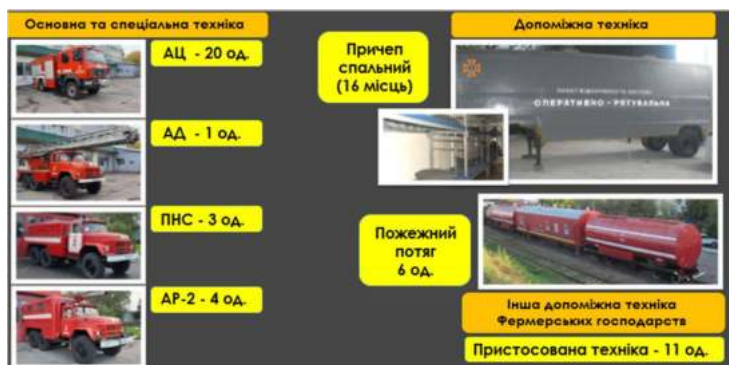 Основна та спеціальна техніка
АЦ - 20 од.
АД - 1 од.
ПНС - 3 од.
АР-2 - 4 од.
Допоміжна техніка
Причеп
спальний
(16 місць)
ОПЕРАТИВНО - РЯТУВАЛЬНА
Пожежний
потяг
6 од.
Інша допоміжна техніка
Фермерських господарств
Пристосована техніка - 11 од.